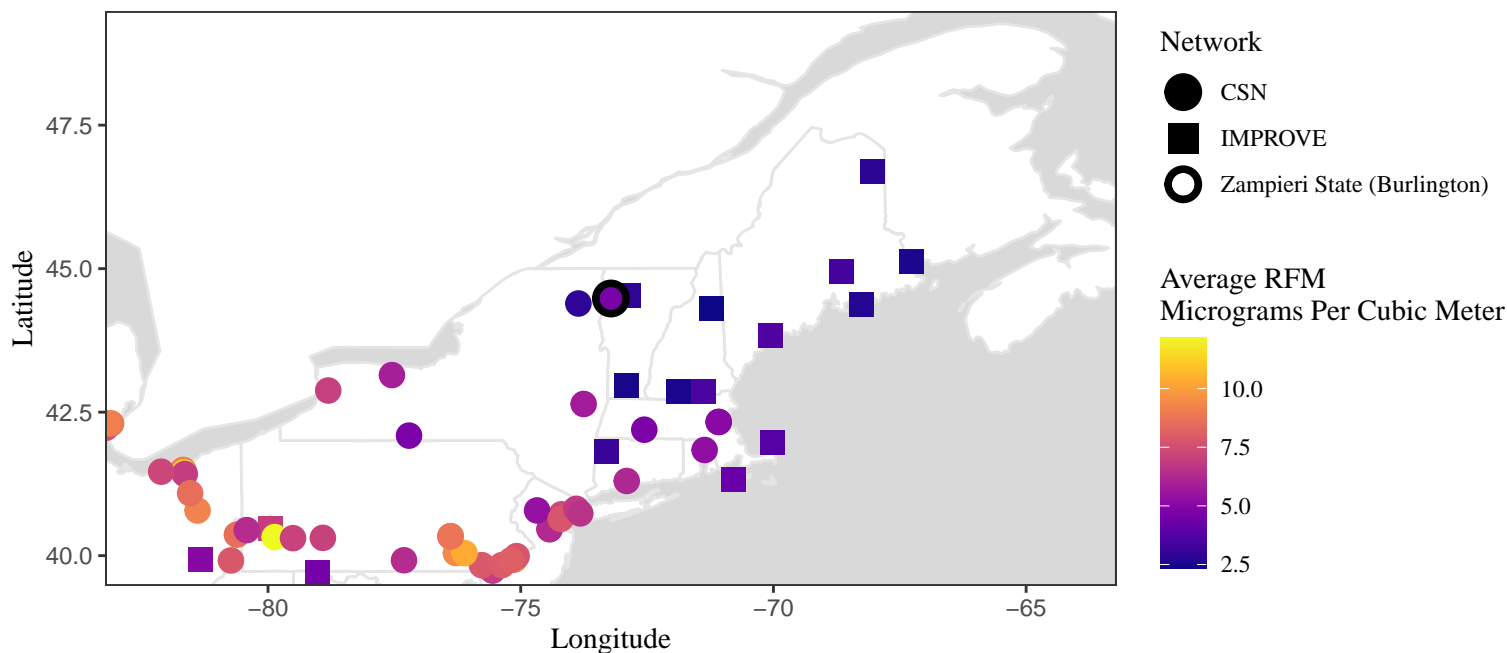 47.5
45.0
42.5
40.0
Latitude
−80
−75
−70
−65
Longitude
Network
CSN
IMPROVE
Zampieri State (Burlington)
Average RFM
Micrograms Per Cubic Meter
10.0
7.5
5.0
2.5